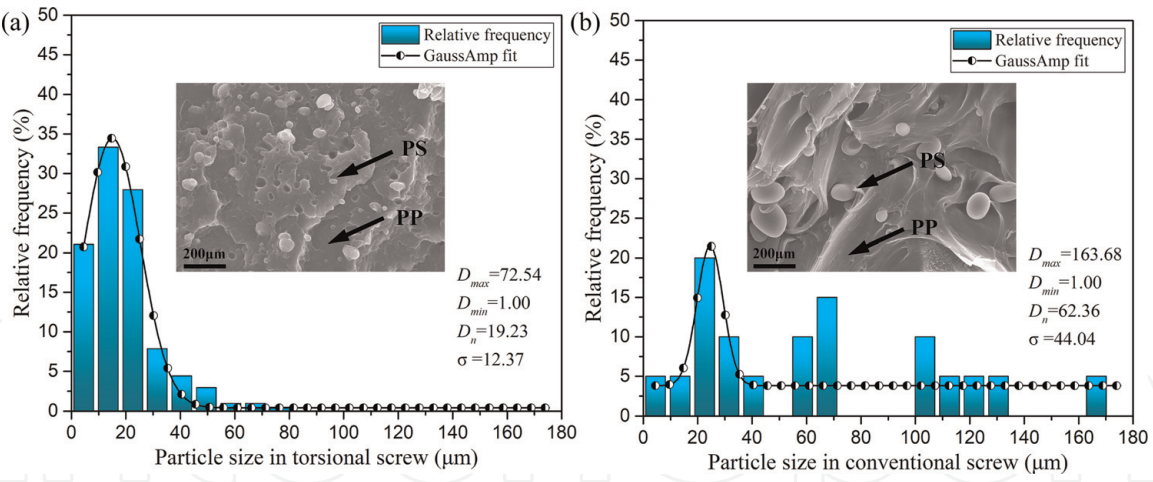 (a)
50
45
40
35
30
25
20
15
10
5
0
Relative frequency (%)
Relative frequency
GaussAmp fit
PS
PP
200μm
Dmax=72.54
Dmin=1.00
Dn=19.23
σ =12.37
0 20 40 60 80 100 120 140 160 180
Particle size in torsional screw (μm)
(b)
50
45
40
35
30
25
20
15
10
5
0
Relative frequency (%)
Relative frequency
GaussAmp fit
PS
PP
200μm
Dmax=163.68
Dmin=1.00
Dn=62.36
σ =44.04
0 20 40 60 80 100 120 140 160 180
Particle size in conventional screw (μm)